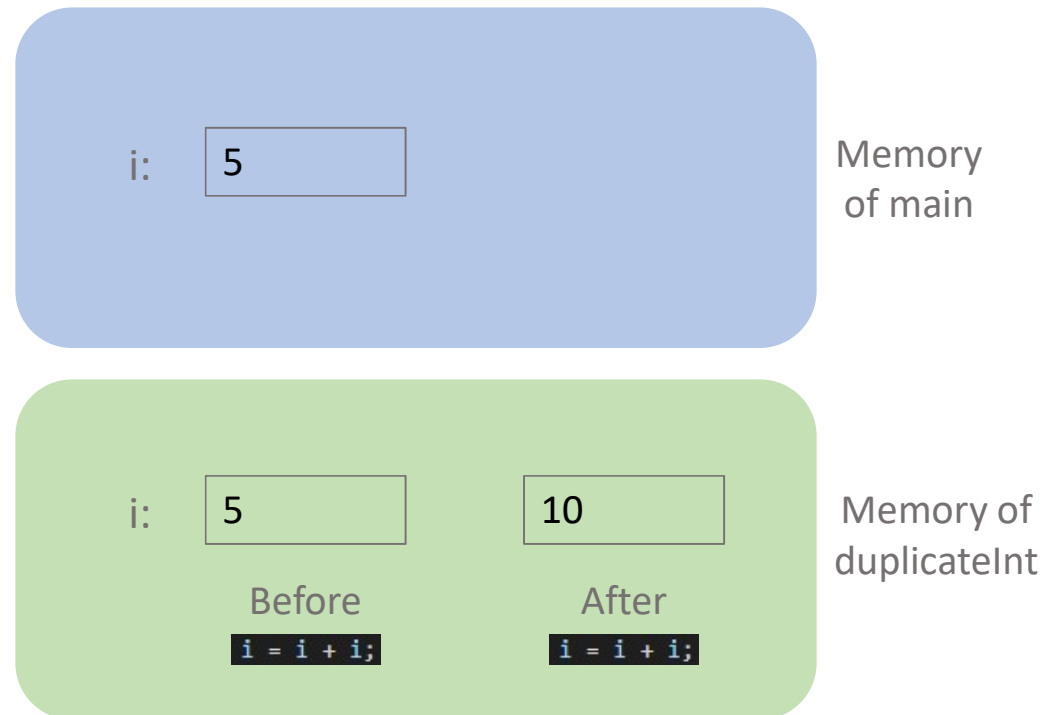 i:
5
Memory
of main
i:
5
10
Memory of
duplicateInt
Before
After
i = i + i;
i = i + i;